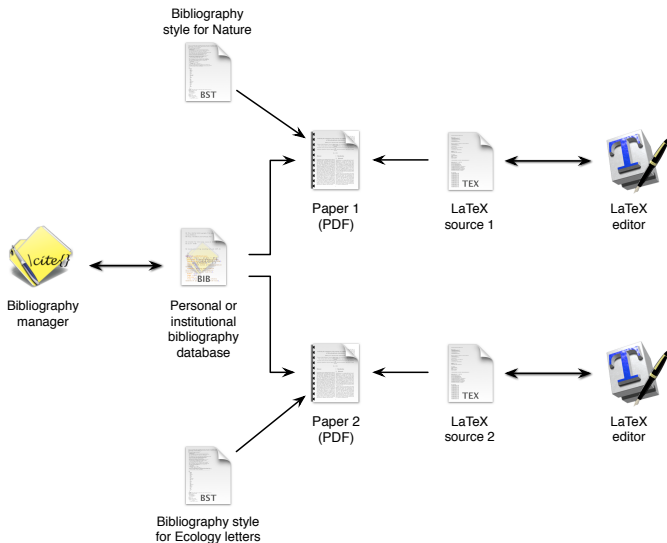 Bibliography
style for Nature
BST
Paper 1
(PDF)
TEX
LaTeX
source 1
LaTeX
editor
\cite{}
Bibliography
manager
BIB
Personal or
institutional
bibliography
database
Paper 2
(PDF)
TEX
LaTeX
source 2
LaTeX
editor
BST
Bibliography style
for Ecology letters